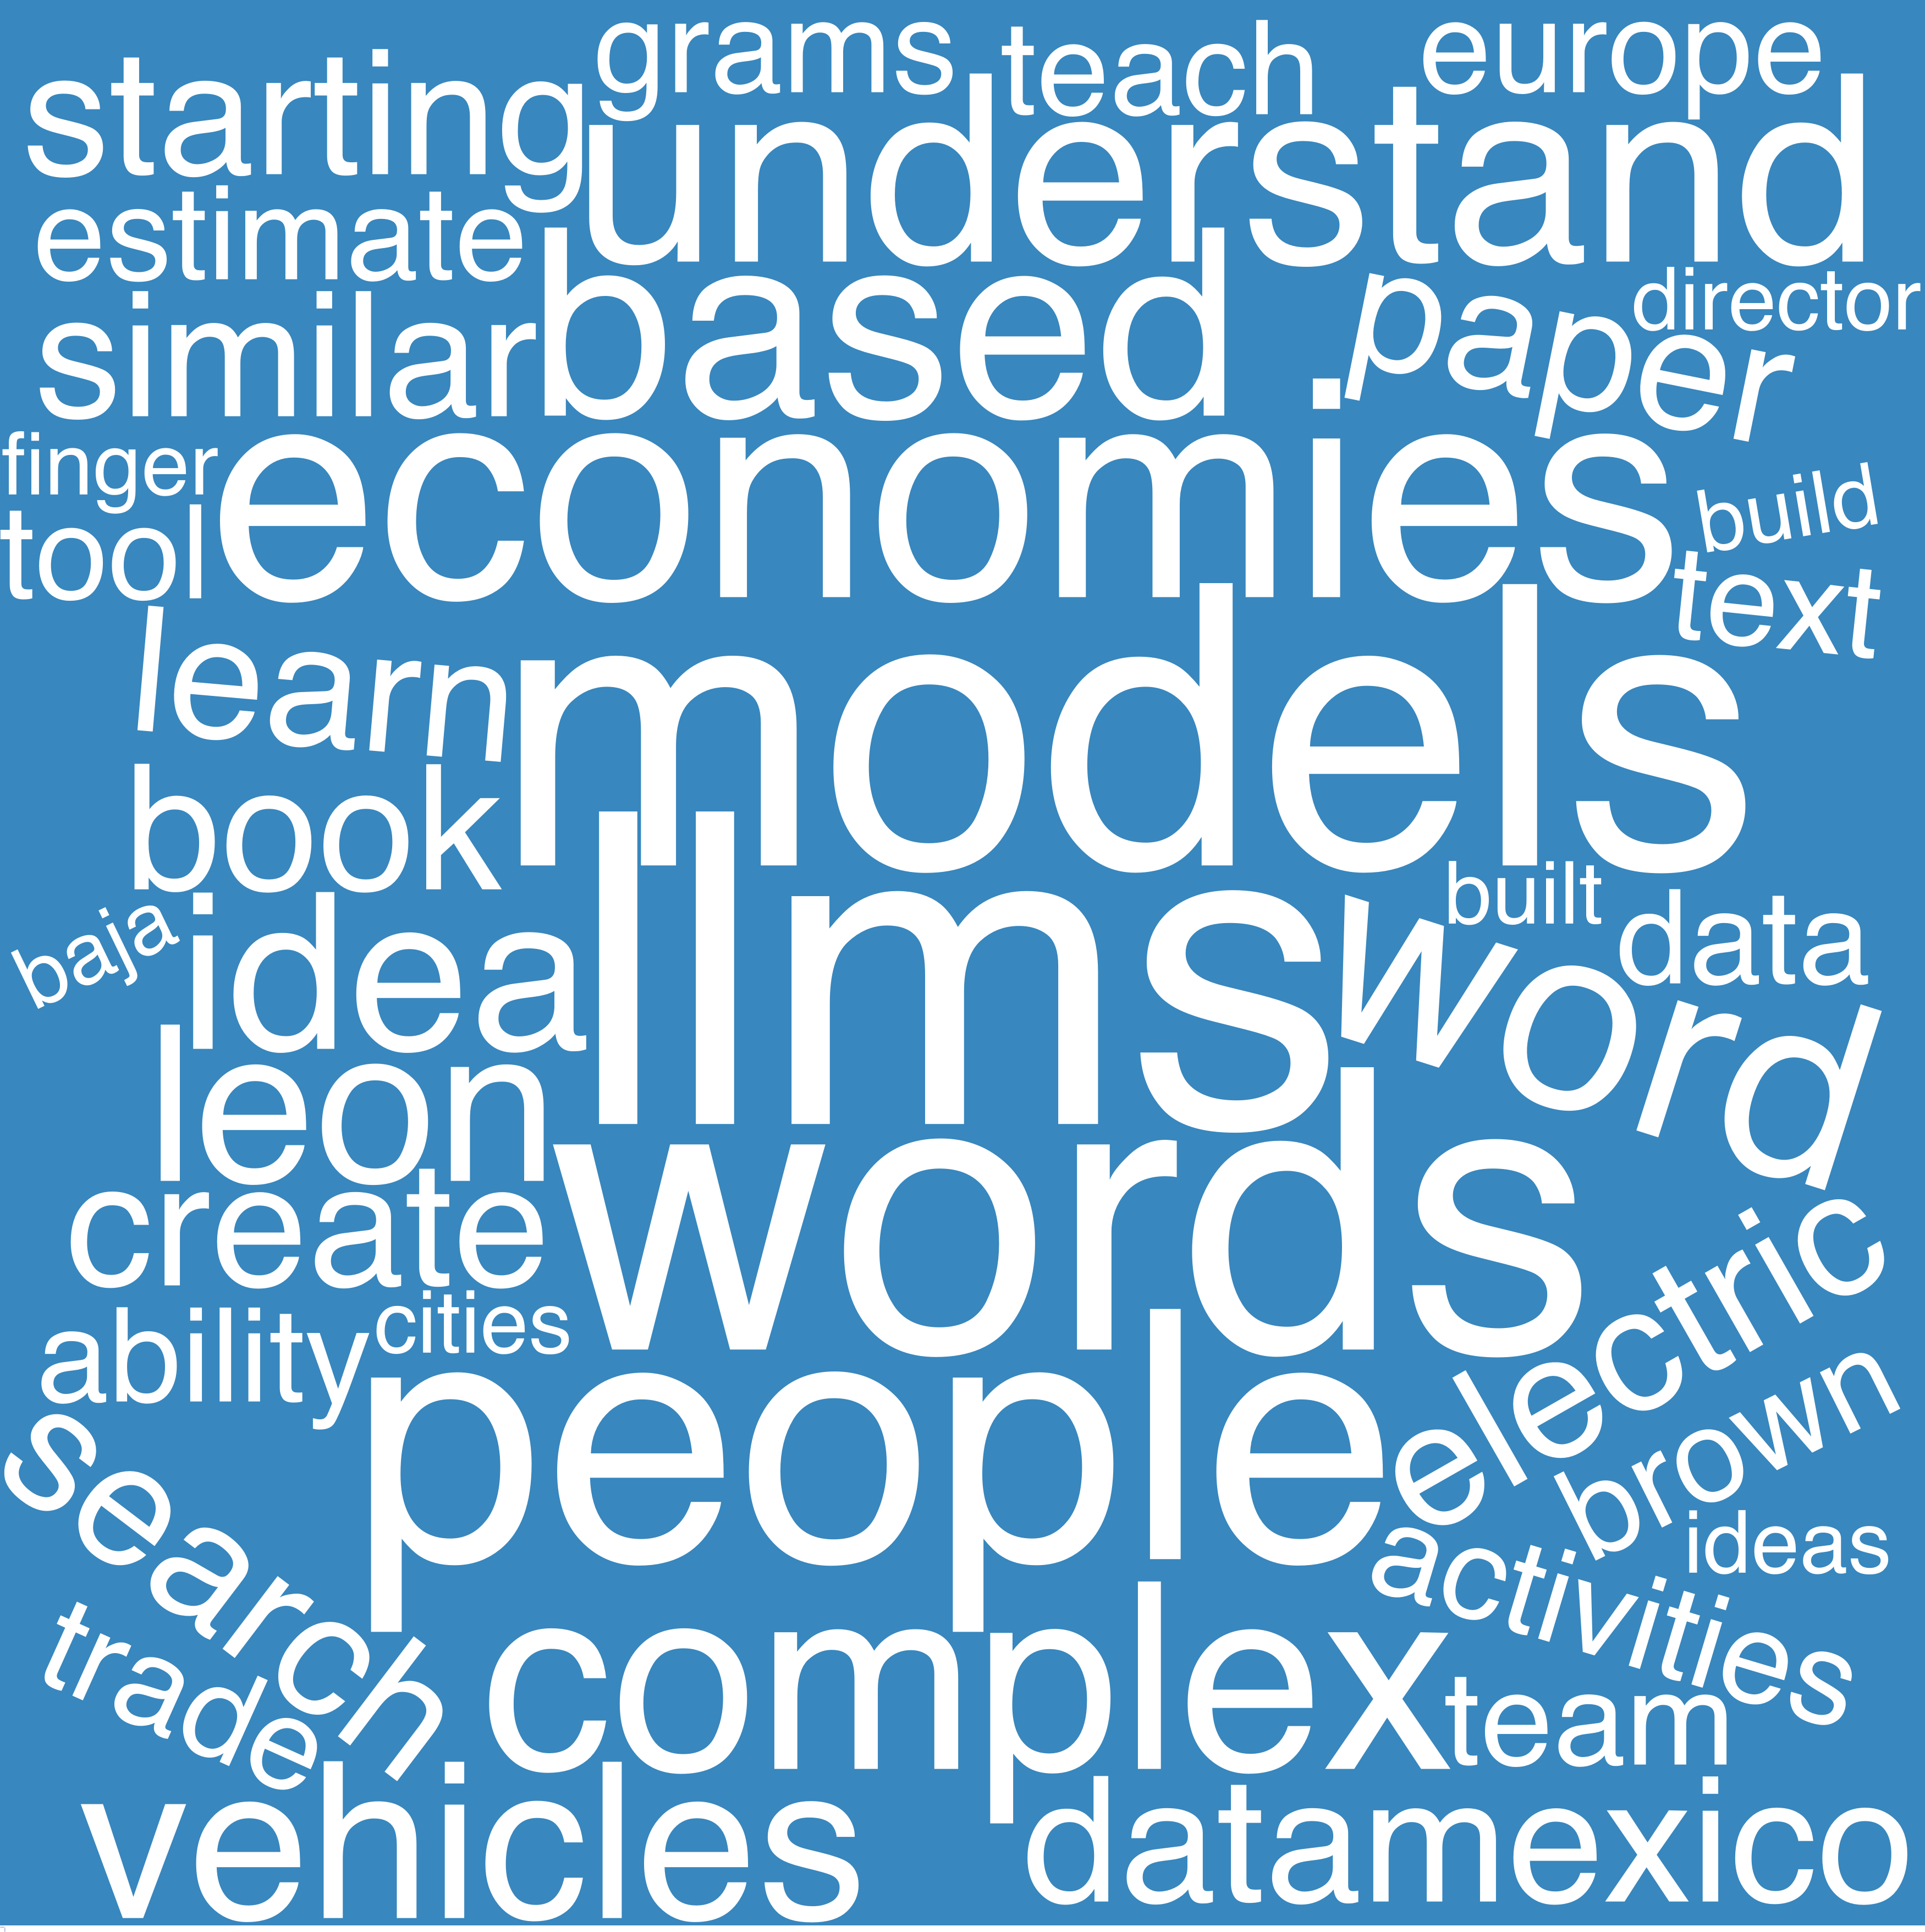 grams teach europe
starting understand
estimate
similar based paper director
finger economies build
tool text
learn models
book built
baja idea llms word data
leon
create words electric
ability cities brown
people ideas
search activities
trade complex team
vehicles datamexico